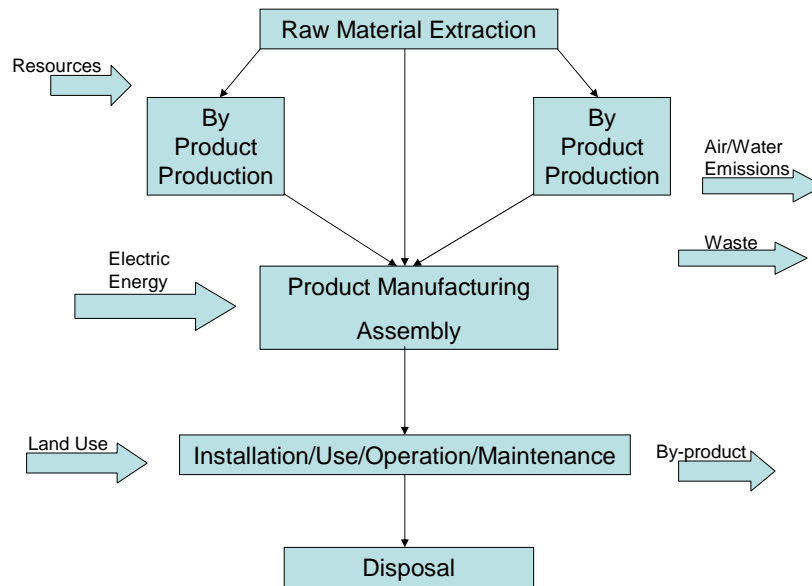 Raw Material Extraction
Resources
By
Product
Production
By
Product
Production
Air/Water
Emissions
Waste
Electric
Energy
Product Manufacturing
Assembly
Land Use
Installation/Use/Operation/Maintenance
By-product
Disposal